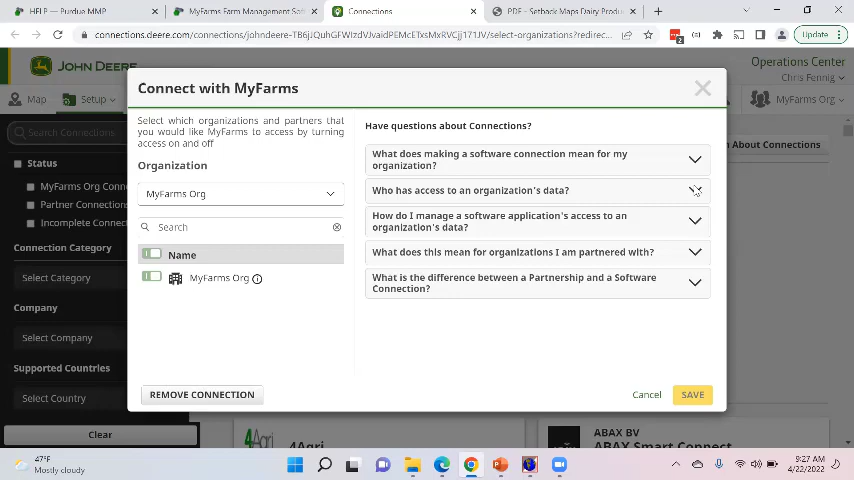 HELP — Purdue MMP
MyFarms Farm Management Soft
Connections
PDF – Setback Maps Dairy Produ
connections.deere.com/connections/johndeere-TB6jJQuhGFWIzdVJvaidPEMcETxsMxRVCjj171JV/select-organizations?redirec...
Update
JOHN DEERE
Operations Center
Chris Fennig
Map
Setup
MyFarms Org
Search Connections
n About Connections
Status
MyFarms Org Conne
Partner Connections
Incomplete Connect
Connection Category
Select Category
Company
Select Company
Supported Countries
Select Country
Clear
Connect with MyFarms
Select which organizations and partners that
you would like MyFarms to access by turning
access on and off
Organization
MyFarms Org
Search
Name
MyFarms Org
REMOVE CONNECTION
Have questions about Connections?
What does making a software connection mean for my
organization?
Who has access to an organization's data?
How do I manage a software application's access to an
organization's data?
What does this mean for organizations I am partnered with?
What is the difference between a Partnership and a Software
Connection?
Cancel
SAVE
4Agri
4Agri
ABAX
ABAX BV
ABAX Smart Connect
47°F
Mostly cloudy
9:27 AM
4/22/2022